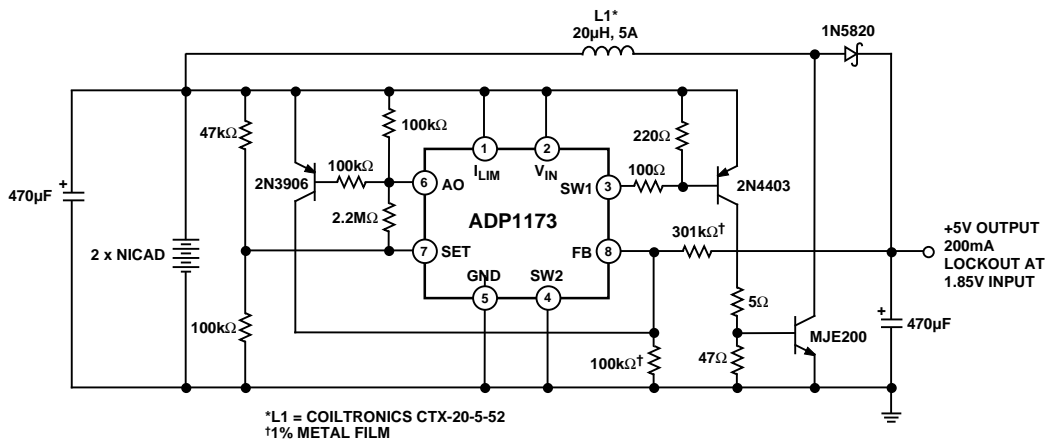 L1*
20µH, 5A
1N5820
47kΩ
100kΩ
220Ω
1
2
I_LIM
V_IN
100kΩ
2N3906
6
AO
SW1
3
100Ω
2N4403
470µF
+
2.2MΩ
ADP1173
301kΩ†
2 x NICAD
7
SET
FB
8
+5V OUTPUT
200mA
LOCKOUT AT
1.85V INPUT
GND
SW2
5
4
5Ω
100kΩ
100kΩ†
47Ω
MJE200
+
470µF
*L1 = COILTRONICS CTX-20-5-52
†1% METAL FILM